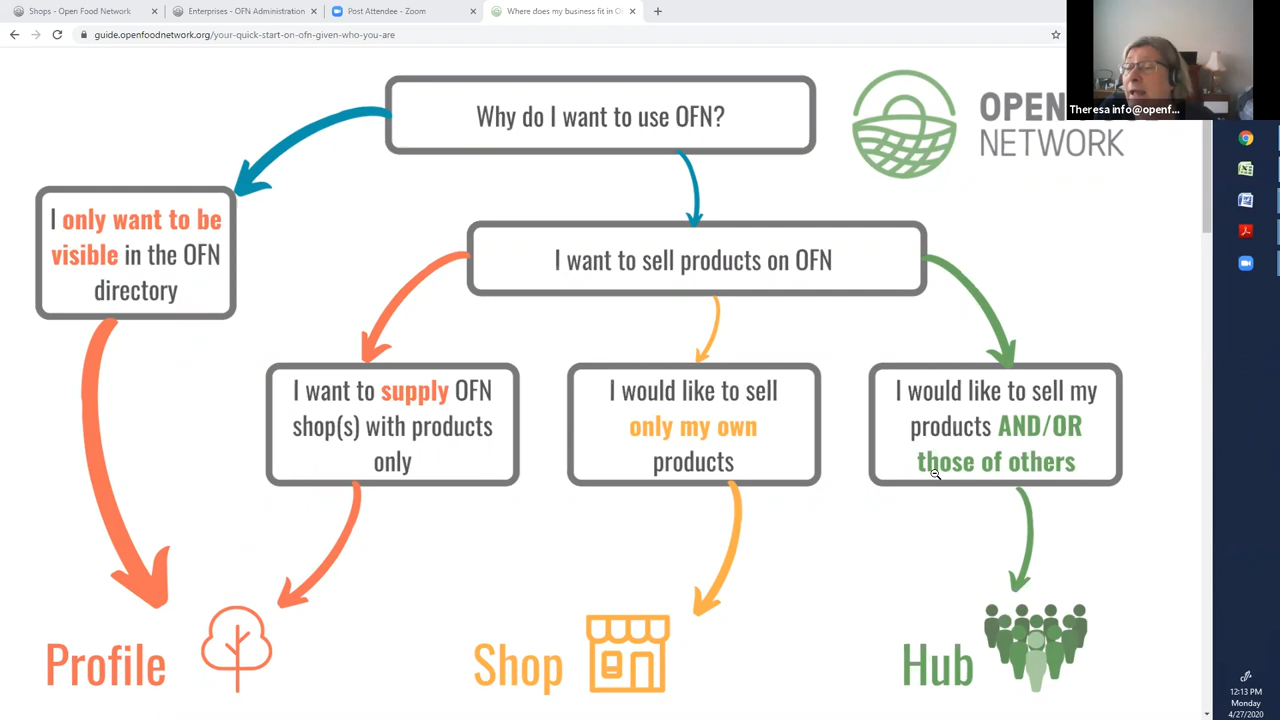 Shops - Open Food Network
Enterprises - OFN Administration
Post Attendee - Zoom
Where does my business fit in O
guide.openfoodnetwork.org/your-quick-start-on-ofn-given-who-you-are
Theresa info@openf...
Why do I want to use OFN?
OPEN
NETWORK
I only want to be
visible in the OFN
directory
I want to sell products on OFN
I want to supply OFN
shop(s) with products
only
I would like to sell
only my own
products
I would like to sell my
products AND/OR
those of others
Profile
Shop
Hub
12:13 PM
Monday
4/27/2020